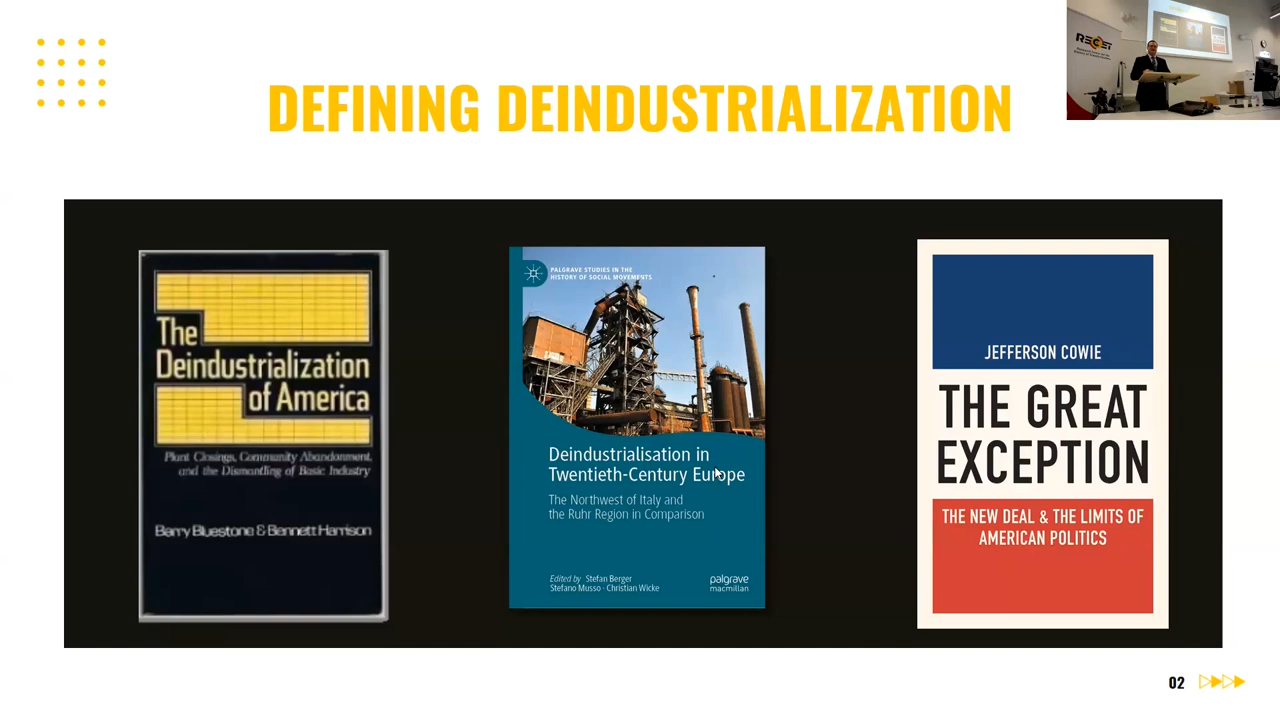 DEFINING DEINDUSTRIALIZATION
RECET
The
Deindustrialization
of America
Plant Closings, Community Abandonment,
and the Dismantling of Basic Industry
Barry Bluestone & Bennett Harrison
PALGRAVE STUDIES IN THE
HISTORY OF SOCIAL MOVEMENTS
Deindustrialisation in
Twentieth-Century Europe
The Northwest of Italy and
the Ruhr Region in Comparison
Edited by Stefan Berger
Stefano Musso · Christian Wicke
palgrave
macmillan
JEFFERSON COWIE
THE GREAT
EXCEPTION
THE NEW DEAL & THE LIMITS OF
AMERICAN POLITICS
02